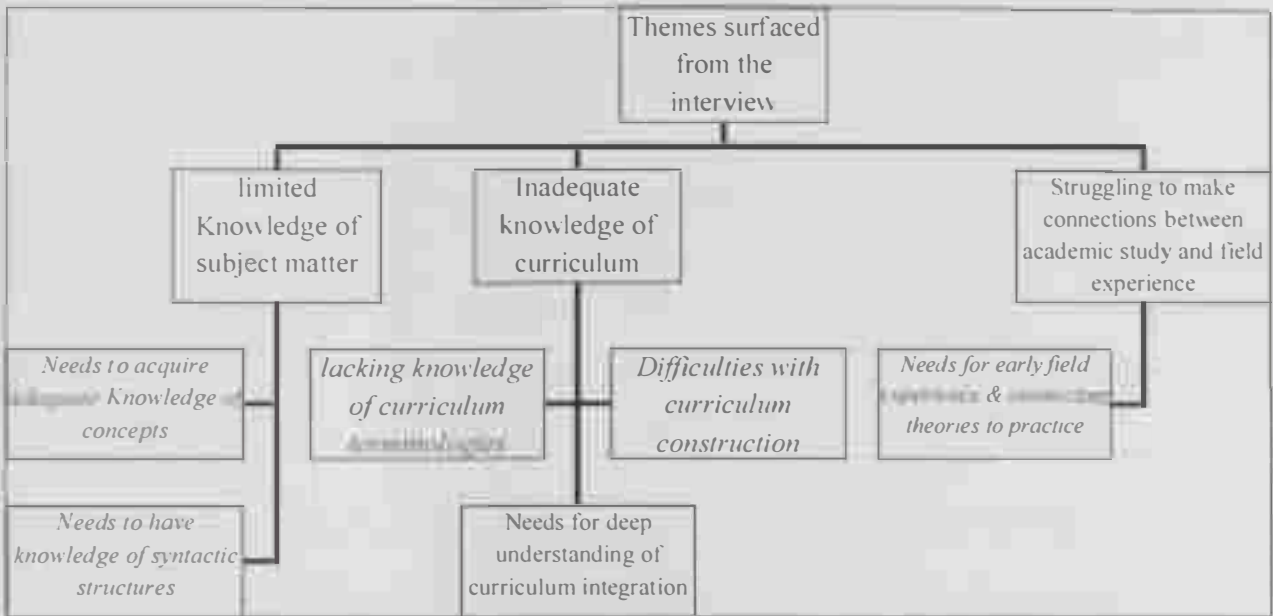 Themes surfaced
from the
interview
limited
Knowledge of
subject matter
Inadequate
knowledge of
curriculum
Struggling to make
connections between
academic study and field
experience
Needs to acquire
Knowledge of
concepts
lacking knowledge
of curriculum
Difficulties with
curriculum
construction
Needs for early field
&
theories to practice
Needs to have
knowledge of syntactic
structures
Needs for deep
understanding of
curriculum integration